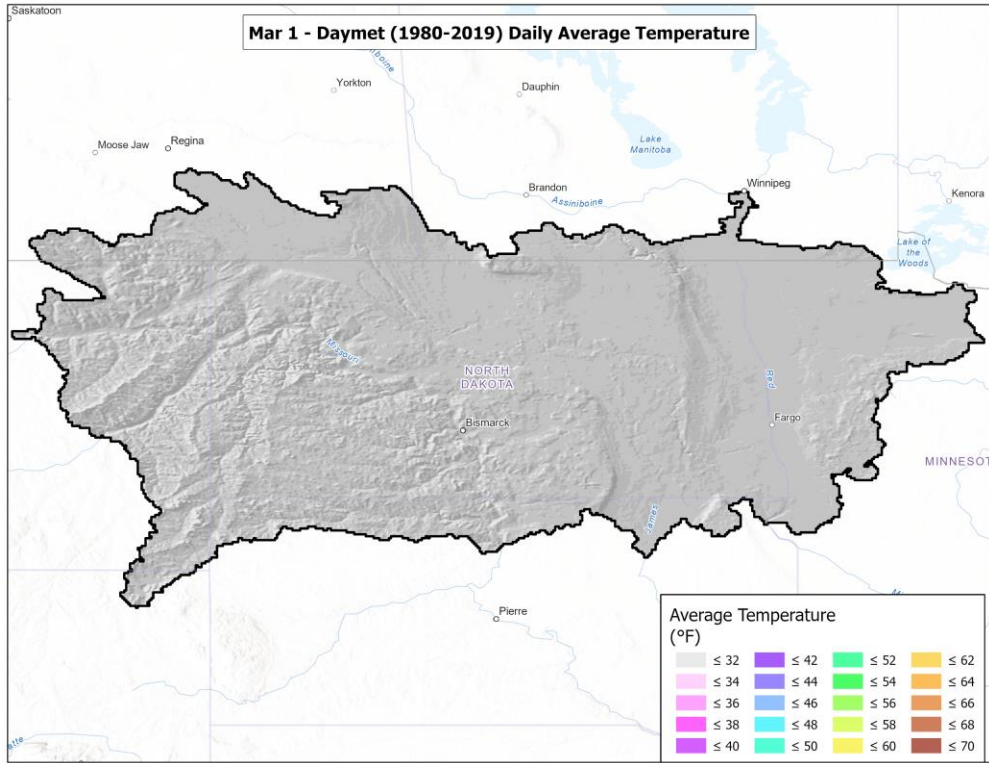 Saskatoon
Mar 1 - Daymet (1980-2019) Daily Average Temperature
Yorkton
Dauphin
Moose Jaw
Regina
Lake
Manitoba
Brandon
Assiniboine
Winnipeg
Kenora
Lake of
the
Woods
Missouri
NORTH
DAKOTA
Red
Bismarck
Fargo
MINNESOT
James
Pierre
Average Temperature
(°F)
≤ 32 ≤ 42 ≤ 52 ≤ 62
≤ 34 ≤ 44 ≤ 54 ≤ 64
≤ 36 ≤ 46 ≤ 56 ≤ 66
≤ 38 ≤ 48 ≤ 58 ≤ 68
≤ 40 ≤ 50 ≤ 60 ≤ 70